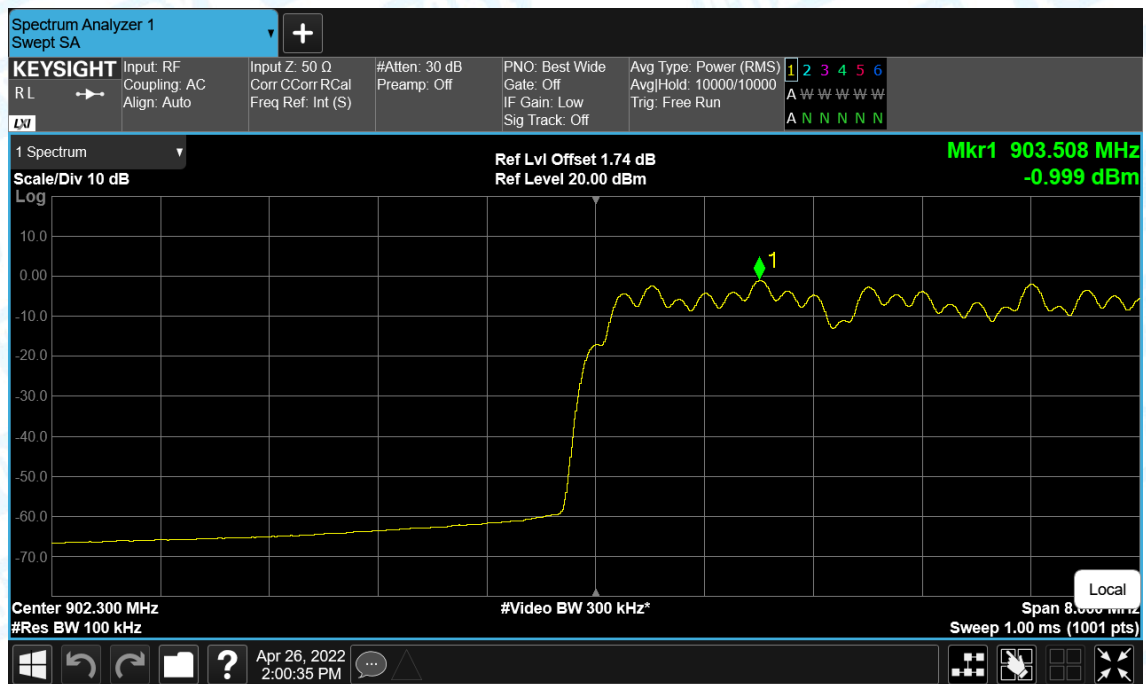 Spectrum Analyzer 1
Swept SA
KEYSIGHT
RL
LXI
Input: RF
Coupling: AC
Align: Auto
Input Z: 50 Ω
Corr CCorr RCal
Freq Ref: Int (S)
#Atten: 30 dB
Preamp: Off
PNO: Best Wide
Gate: Off
IF Gain: Low
Sig Track: Off
Avg Type: Power (RMS)
Avg|Hold: 10000/10000
Trig: Free Run
1 2 3 4 5 6
A W W W W W
A N N N N N
1 Spectrum
Scale/Div 10 dB
Log
Ref Lvl Offset 1.74 dB
Ref Level 20.00 dBm
Mkr1 903.508 MHz
-0.999 dBm
10.0
0.00
-10.0
-20.0
-30.0
-40.0
-50.0
-60.0
-70.0
1
Local
Center 902.300 MHz
#Res BW 100 kHz
#Video BW 300 kHz*
Span 8.000 MHz
Sweep 1.00 ms (1001 pts)
?
Apr 26, 2022
2:00:35 PM